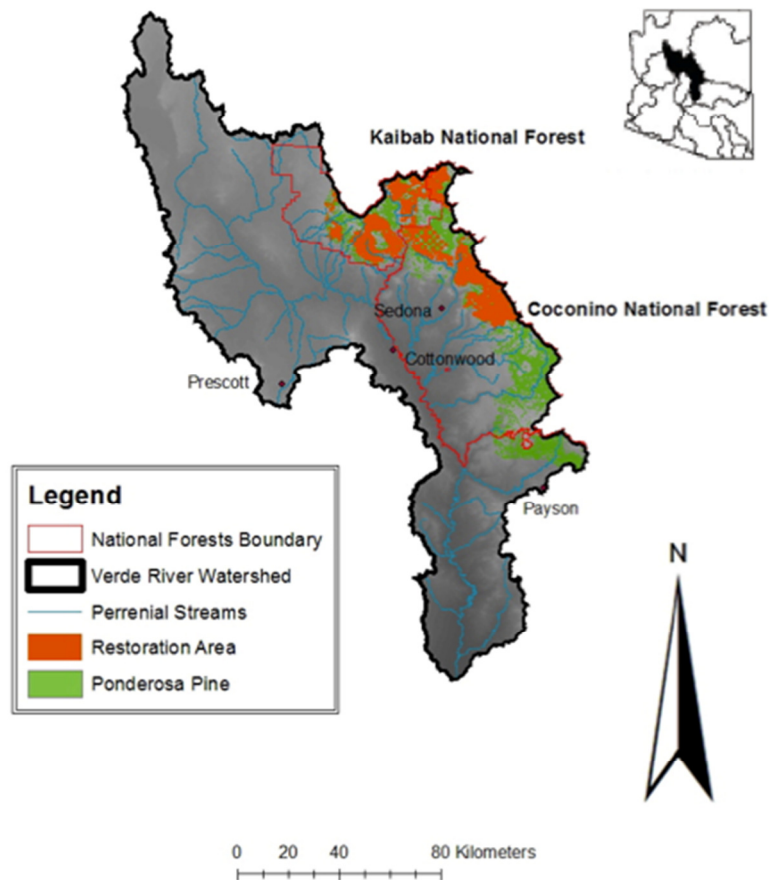 Kaibab National Forest
Sedona
Coconino National Forest
Cottonwood
Prescott
Payson
Legend
National Forests Boundary
Verde River Watershed
Perrenial Streams
Restoration Area
Ponderosa Pine
N
0 20 40 80 Kilometers